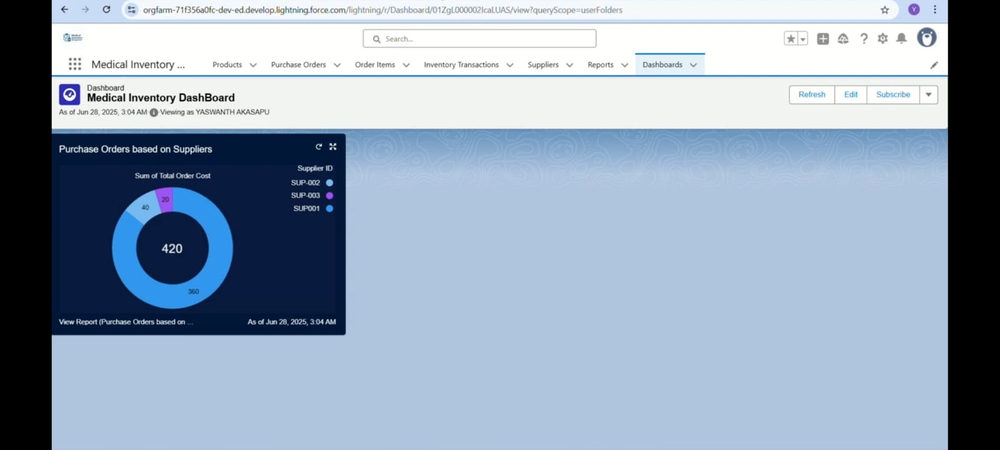 orgfarm-71f356a0fc-dev-ed.develop.lightning.force.com/lightning/r/Dashboard/01ZgL000002IcaLUAS/view?queryScope=userFolders
Y
Search...
Medical Inventory ...
Products
Purchase Orders
Order Items
Inventory Transactions
Suppliers
Reports
Dashboards
Dashboard
Medical Inventory DashBoard
As of Jun 28, 2025, 3:04 AM Viewing as YASWANTH AKASAPU
Refresh
Edit
Subscribe
Purchase Orders based on Suppliers
Sum of Total Order Cost
Supplier ID
SUP-002
SUP-003
SUP001
20
40
420
360
View Report (Purchase Orders based on ...
As of Jun 28, 2025, 3:04 AM